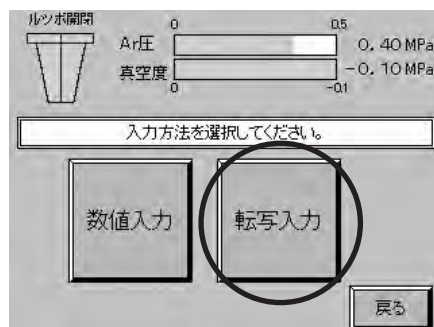 ルツボ開閉
0 0.5
Ar圧 0.40 MPa
真空度 -0.10 MPa
0 -0.1
入力方法を選択してください。
数値入力 転写入力
戻る